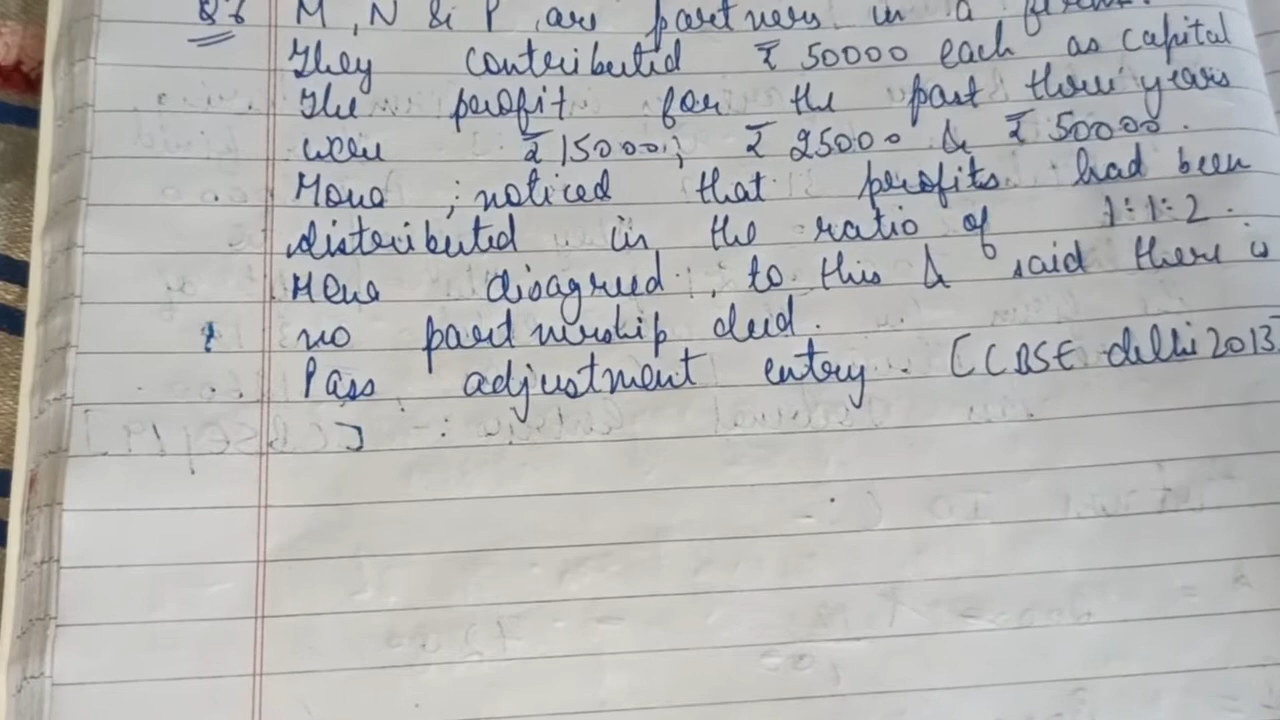 M, N & P are partners in a
They contributed ₹ 50000 each as capital
The profit for the past three years
were ₹ 15000; ₹ 25000 & ₹ 50000.
Mona ; noticed that profits had been
distributed in the ratio of 1:1:2.
Mona disagreed to this & said there is
no partnership deed.
Pass adjustment entry. [CBSE delhi 2013
]